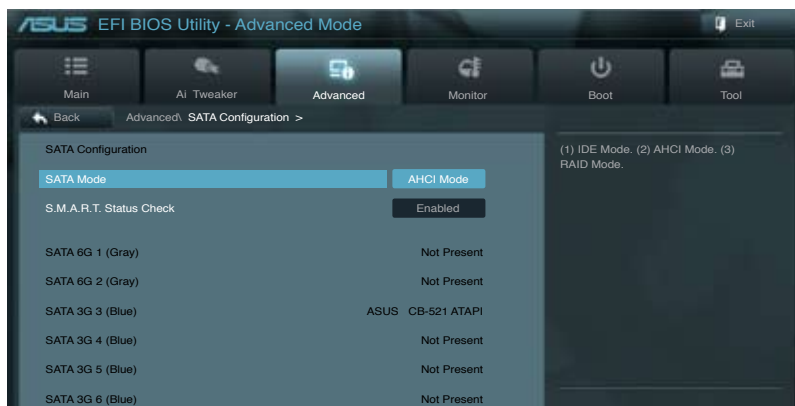 ASUS EFI BIOS Utility - Advanced Mode
Exit
Main
Ai Tweaker
Advanced
Monitor
Boot
Tool
Back
Advanced\ SATA Configuration >
SATA Configuration
(1) IDE Mode. (2) AHCI Mode. (3)
RAID Mode.
SATA Mode AHCI Mode
S.M.A.R.T. Status Check Enabled
SATA 6G 1 (Gray) Not Present
SATA 6G 2 (Gray) Not Present
SATA 3G 3 (Blue) ASUS CB-521 ATAPI
SATA 3G 4 (Blue) Not Present
SATA 3G 5 (Blue) Not Present
SATA 3G 6 (Blue) Not Present